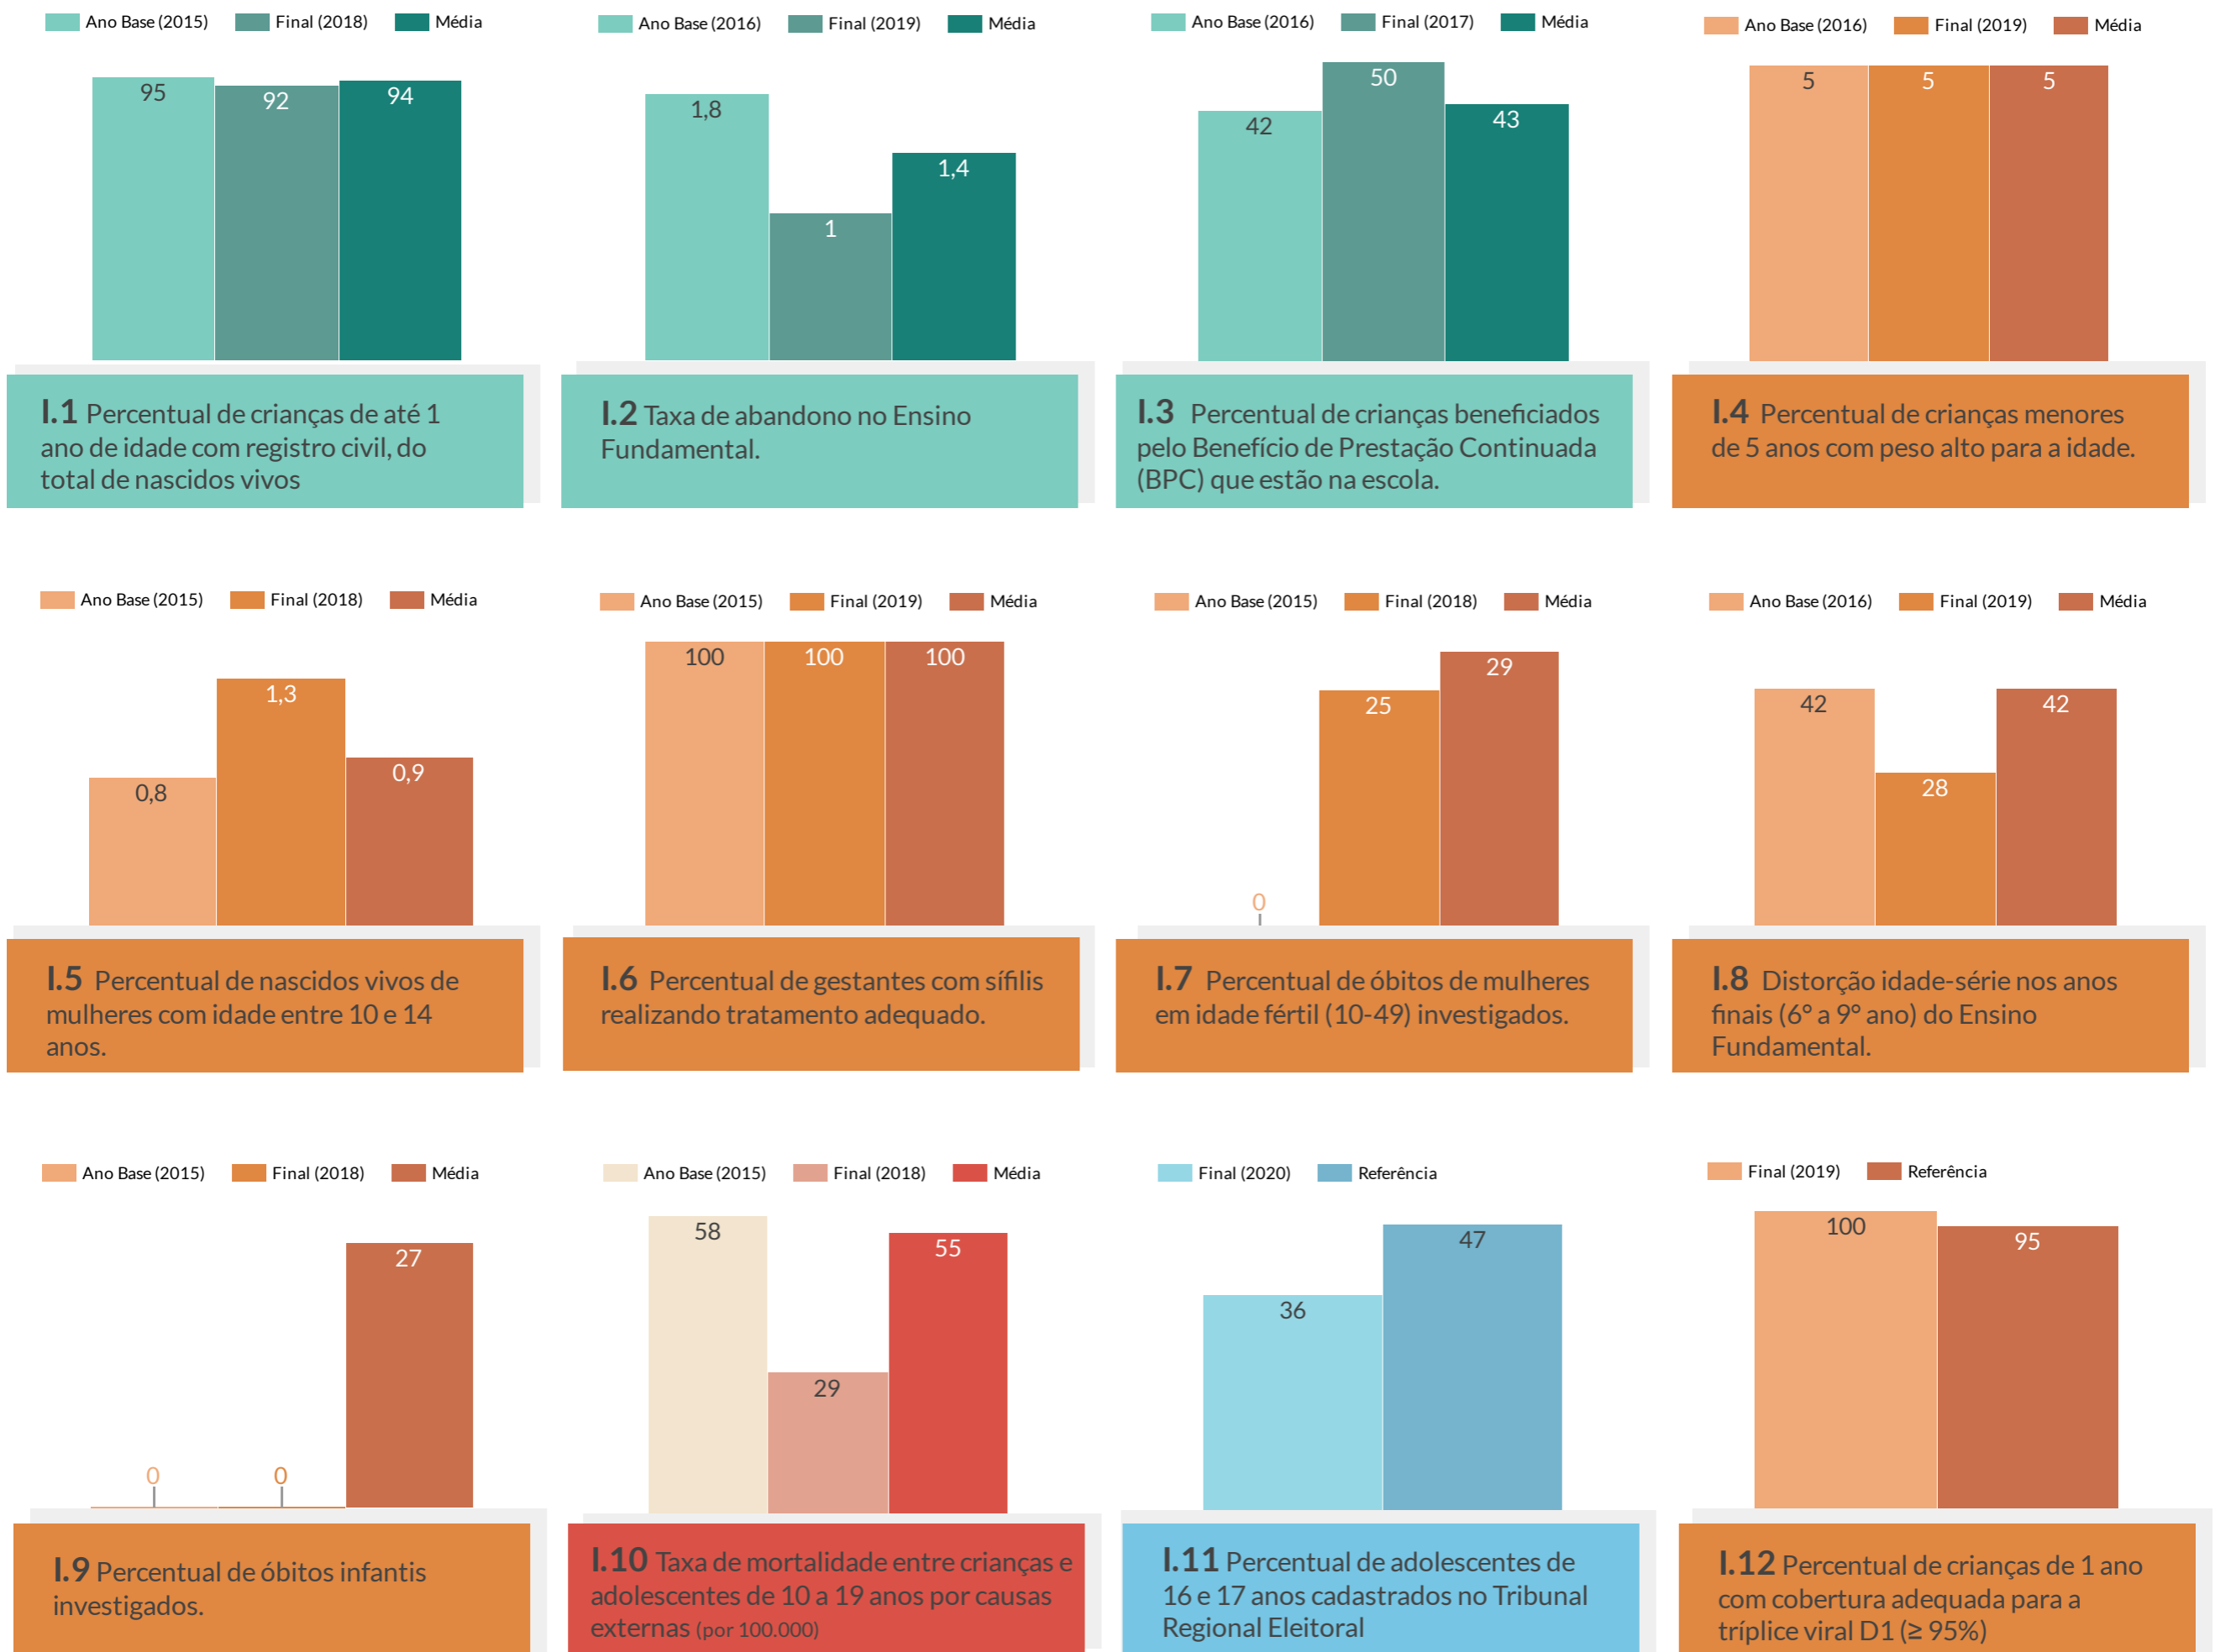 Ano Base (2015) Final (2018) Média
95 92 94
I.1 Percentual de crianças de até 1
ano de idade com registro civil, do
total de nascidos vivos
Ano Base (2016) Final (2019) Média
1,8 1 1,4
I.2 Taxa de abandono no Ensino
Fundamental.
Ano Base (2016) Final (2017) Média
42 50 43
I.3 Percentual de crianças beneficiados
pelo Benefício de Prestação Continuada
(BPC) que estão na escola.
Ano Base (2016) Final (2019) Média
5 5 5
I.4 Percentual de crianças menores
de 5 anos com peso alto para a idade.
Ano Base (2015) Final (2018) Média
0,8 1,3 0,9
I.5 Percentual de nascidos vivos de
mulheres com idade entre 10 e 14
anos.
Ano Base (2015) Final (2019) Média
100 100 100
I.6 Percentual de gestantes com sífilis
realizando tratamento adequado.
Ano Base (2015) Final (2018) Média
0 25 29
I.7 Percentual de óbitos de mulheres
em idade fértil (10-49) investigados.
Ano Base (2016) Final (2019) Média
42 28 42
I.8 Distorção idade-série nos anos
finais (6º a 9º ano) do Ensino
Fundamental.
Ano Base (2015) Final (2018) Média
0 0 27
I.9 Percentual de óbitos infantis
investigados.
Ano Base (2015) Final (2018) Média
58 29 55
I.10 Taxa de mortalidade entre crianças e
adolescentes de 10 a 19 anos por causas
externas (por 100.000)
Final (2020) Referência
36 47
I.11 Percentual de adolescentes de
16 e 17 anos cadastrados no Tribunal
Regional Eleitoral
Final (2019) Referência
100 95
I.12 Percentual de crianças de 1 ano
com cobertura adequada para a
tríplice viral D1 (≥ 95%)